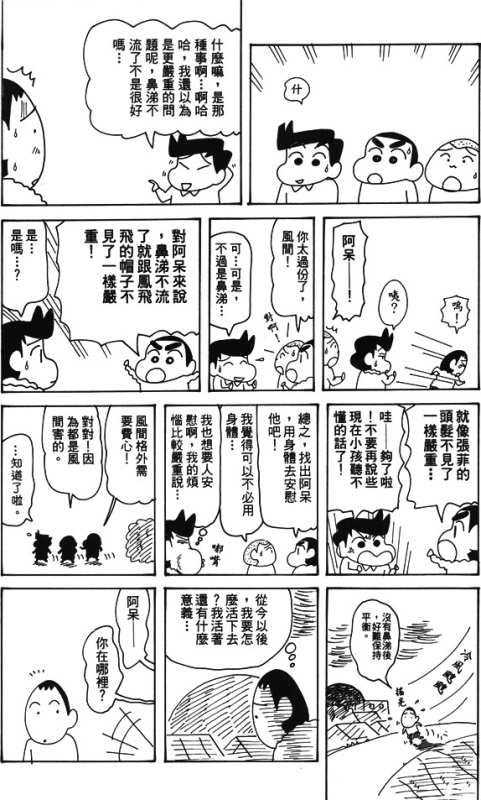 什
什麼嘛，是那
種事啊…啊哈
哈，我還以為
是更嚴重的問
題呢，鼻涕不
流了不是很好
嗎…
嗚！
咦？
阿呆——！
你太過份了，
風間！
對啊！
可…可是，
不過是鼻涕…
對阿呆來說
，鼻涕不流
了就跟鳳飛
飛的帽子不
見了一樣嚴
重！
是…
是嗎…？
就像張菲的
頭髮不見了
一樣嚴重…
哇——夠了啦
！不要再說些
現在小孩聽不
懂的話了！
總之，找出阿呆
，用身體去安慰
他吧！
我覺得可以不必用
身體…
嘟嘴
我也想要人安
慰啊，我的煩
惱比較嚴重說…
風間格外需
要費心！
對對！因
為都是風
間害的。
…知道了啦。
冷風颼颼
沒有鼻涕後
，好難保持
平衡。
搖晃
從今以後
，我要怎
麼活下去
？我活著
還有什麼
意義…
阿呆——
你在哪裡？